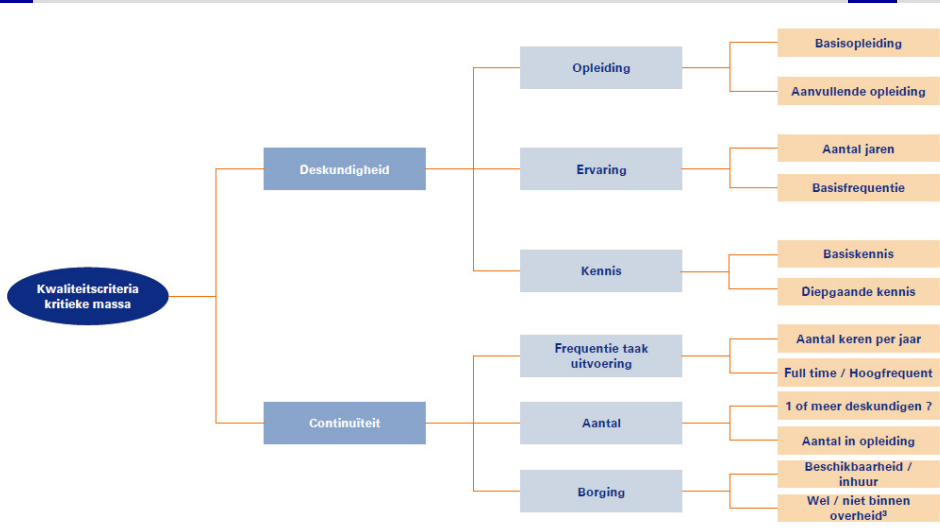 Kwaliteitscriteria
kritieke massa
Deskundigheid
Opleiding
Basisopleiding
Aanvullende opleiding
Ervaring
Aantal jaren
Basisfrequentie
Kennis
Basiskennis
Diepgaande kennis
Continuïteit
Frequentie taak
uitvoering
Aantal keren per jaar
Full time / Hoogfrequent
Aantal
1 of meer deskundigen ?
Aantal in opleiding
Borging
Beschikbaarheid /
inhuur
Wel / niet binnen
overheid³